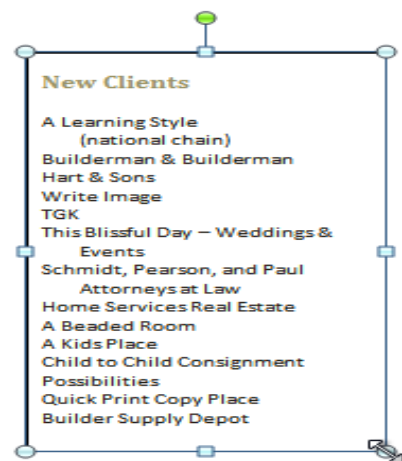 New Clients
A Learning Style
(national chain)
Builderman & Builderman
Hart & Sons
Write Image
TGK
This Blissful Day – Weddings &
Events
Schmidt, Pearson, and Paul
Attorneys at Law
Home Services Real Estate
A Beaded Room
A Kids Place
Child to Child Consignment
Possibilities
Quick Print Copy Place
Builder Supply Depot